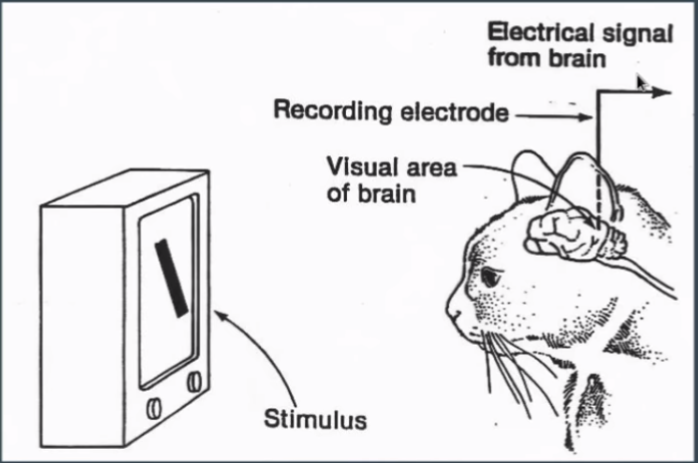 Electrical signal
from brain
Recording electrode
Visual area
of brain
Stimulus